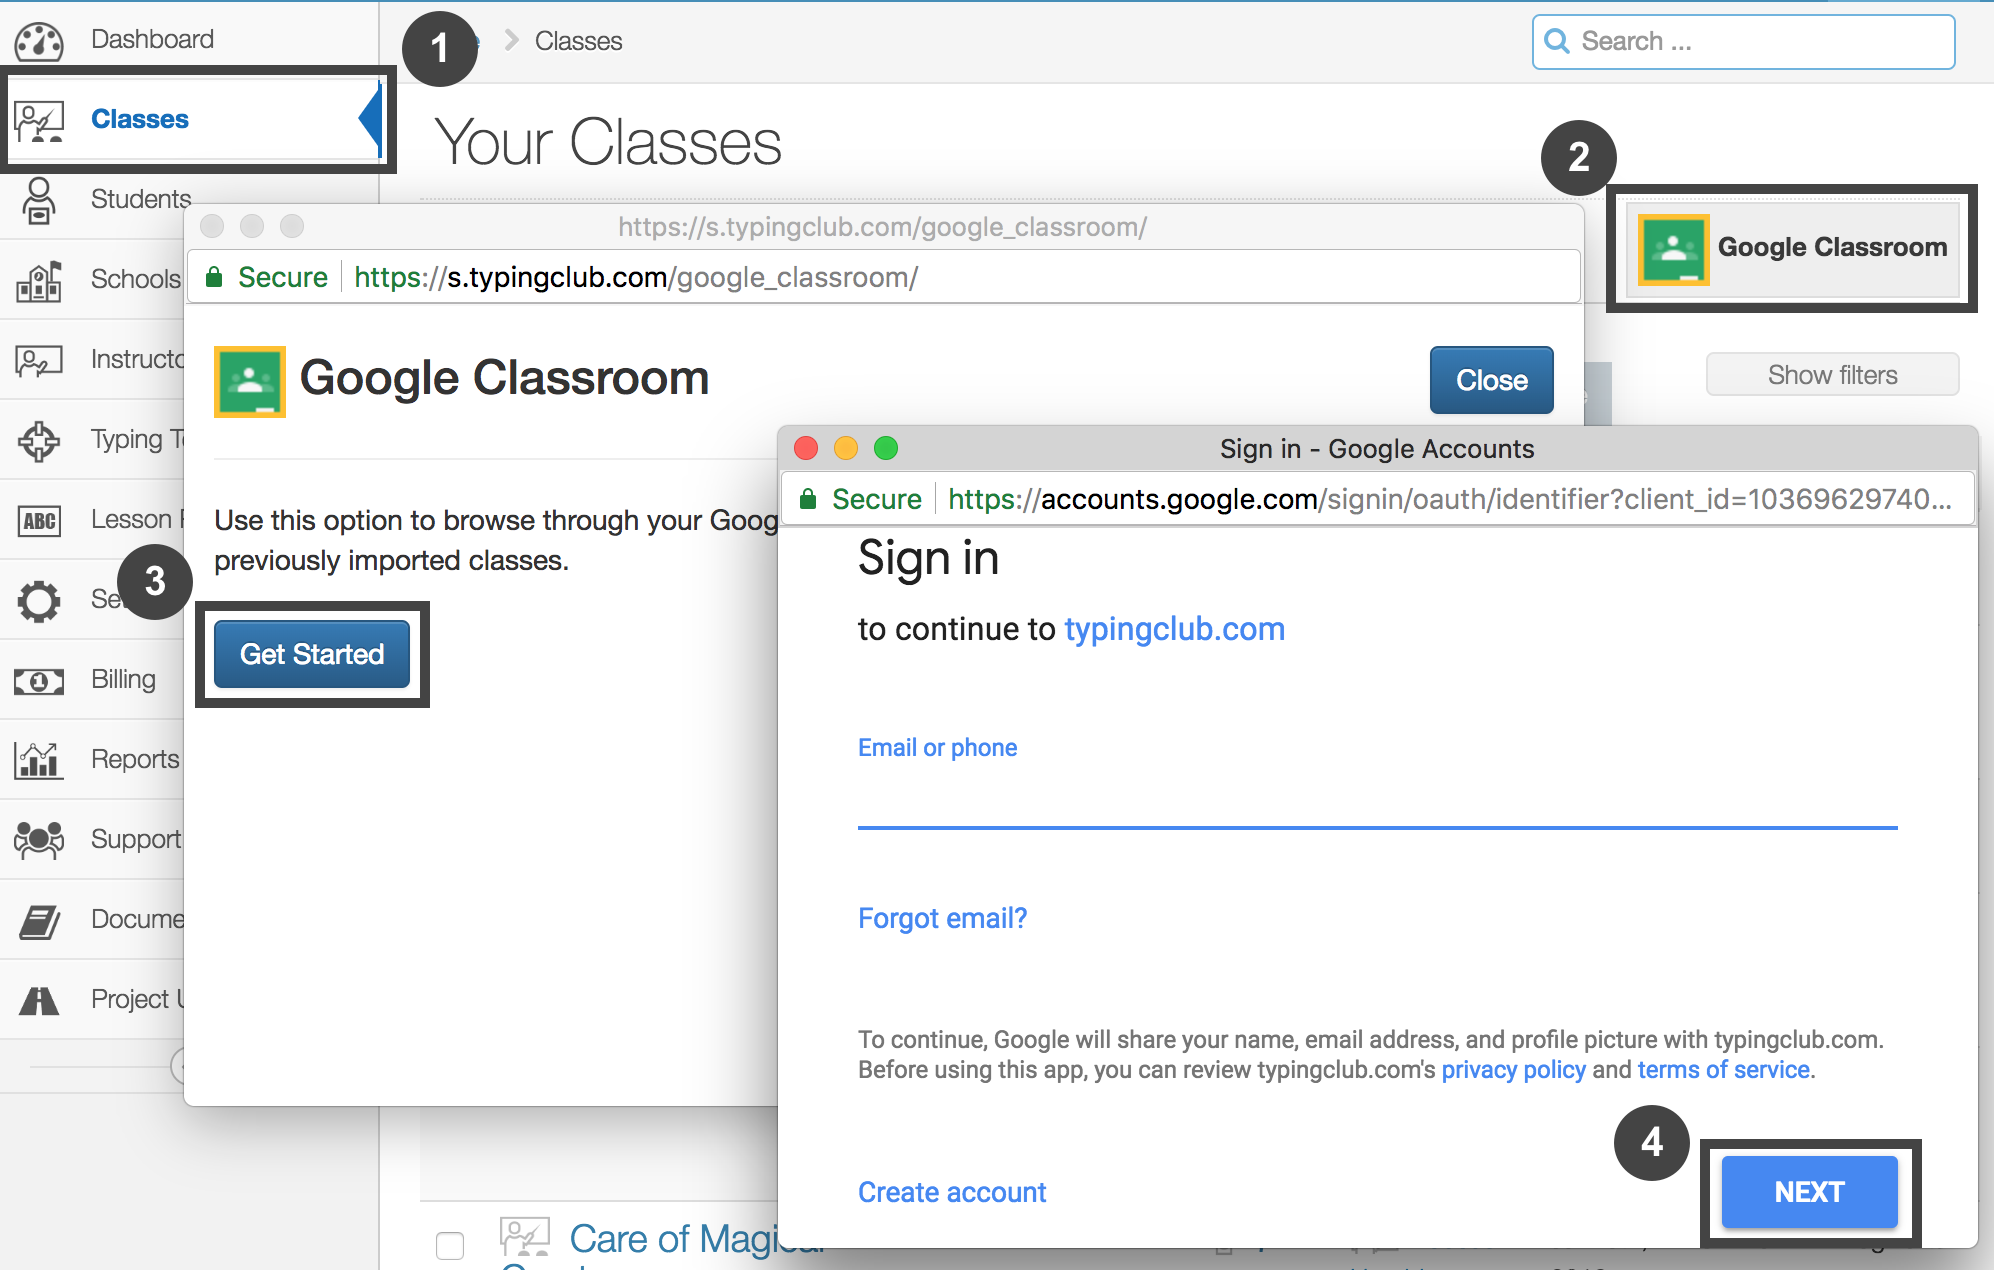 Dashboard
1
Classes
Search ...
Classes
Your Classes
2
Students
Google Classroom
https://s.typingclub.com/google_classroom/
Schools
Secure
https://s.typingclub.com/google_classroom/
Show filters
Google Classroom
Close
Sign in - Google Accounts
Secure
https://accounts.google.com/signin/oauth/identifier?client_id=10369629740...
Typing
ABC
Lesson
Use this option to browse through your Goog
previously imported classes.
3
Get Started
Sign in
to continue to typingclub.com
Billing
Email or phone
Reports
Support
Forgot email?
Docume
Project U
To continue, Google will share your name, email address, and profile picture with typingclub.com.
Before using this app, you can review typingclub.com's privacy policy and terms of service.
4
Create account
NEXT
Care of Magical